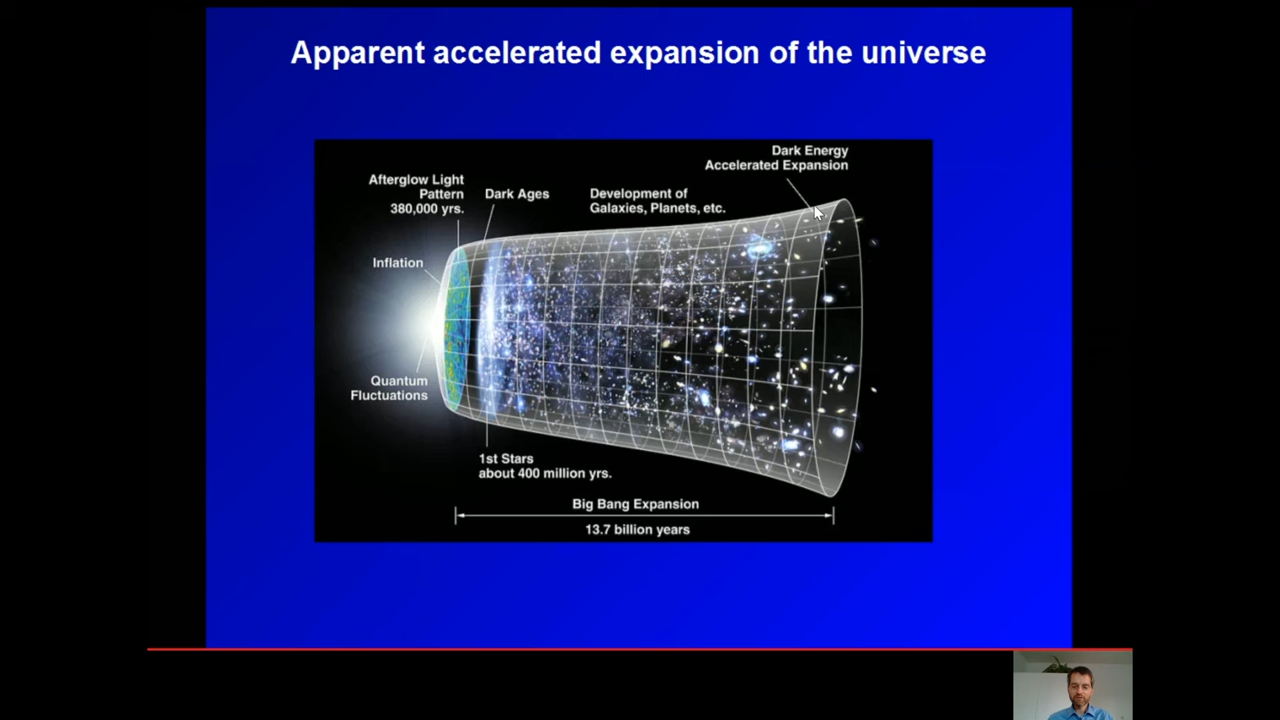 Apparent accelerated expansion of the universe
Dark Energy
Accelerated Expansion
Afterglow Light
Pattern
380,000 yrs.
Dark Ages
Development of
Galaxies, Planets, etc.
Inflation
Quantum
Fluctuations
1st Stars
about 400 million yrs.
Big Bang Expansion
13.7 billion years